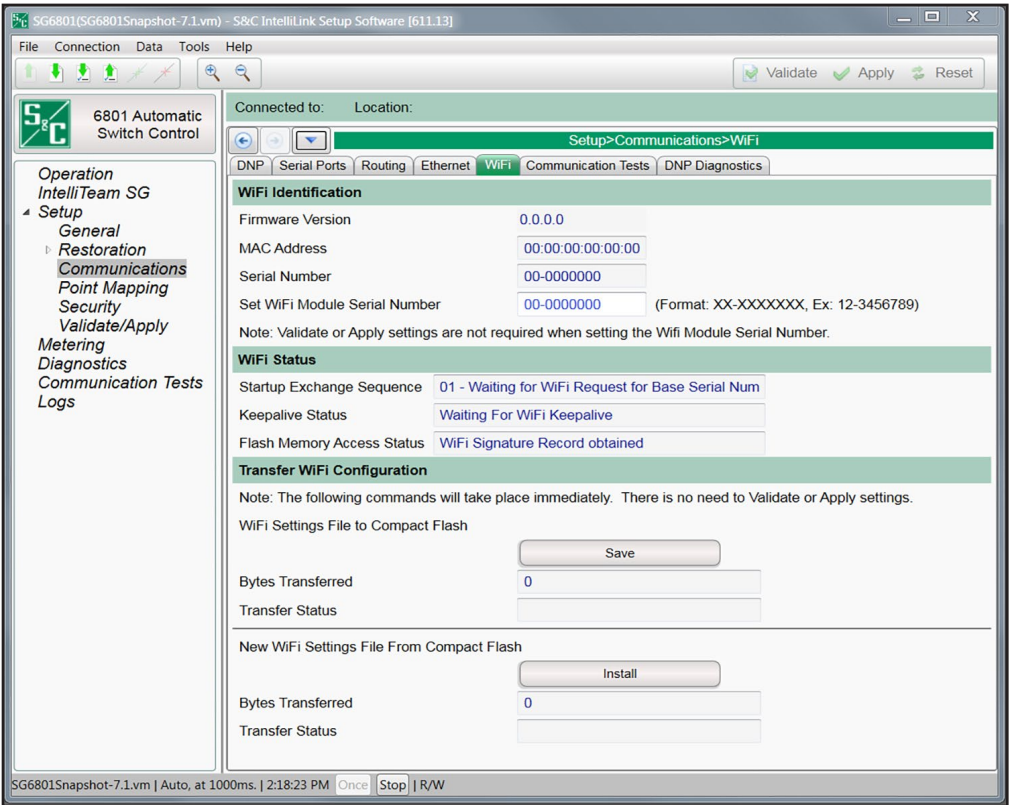 SG6801(SG6801Snapshot-7.1.vm) - S&C IntelliLink Setup Software [611.13]
File Connection Data Tools Help
Validate Apply Reset
S&C
6801 Automatic
Switch Control
Operation
IntelliTeam SG
Setup
General
Restoration
Communications
Point Mapping
Security
Validate/Apply
Metering
Diagnostics
Communication Tests
Logs
Connected to: Location:
Setup>Communications>WiFi
DNP Serial Ports Routing Ethernet WiFi Communication Tests DNP Diagnostics
WiFi Identification
Firmware Version 0.0.0.0
MAC Address 00:00:00:00:00:00
Serial Number 00-0000000
Set WiFi Module Serial Number 00-0000000 (Format: XX-XXXXXXX, Ex: 12-3456789)
Note: Validate or Apply settings are not required when setting the Wifi Module Serial Number.
WiFi Status
Startup Exchange Sequence 01 - Waiting for WiFi Request for Base Serial Num
Keepalive Status Waiting For WiFi Keepalive
Flash Memory Access Status WiFi Signature Record obtained
Transfer WiFi Configuration
Note: The following commands will take place immediately. There is no need to Validate or Apply settings.
WiFi Settings File to Compact Flash
Save
Bytes Transferred 0
Transfer Status
New WiFi Settings File From Compact Flash
Install
Bytes Transferred 0
Transfer Status
SG6801Snapshot-7.1.vm | Auto, at 1000ms. | 2:18:23 PM Once Stop | R/W